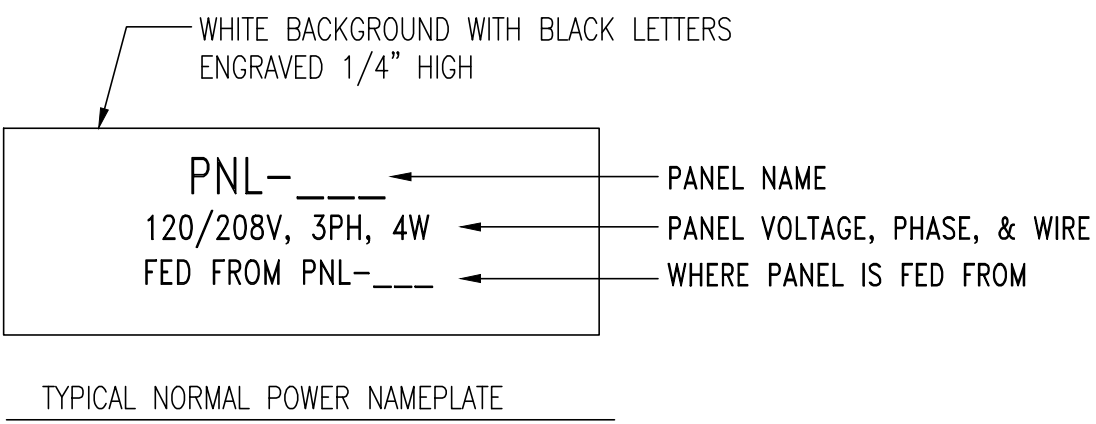 WHITE BACKGROUND WITH BLACK LETTERS
ENGRAVED 1/4” HIGH
PNL-___
PANEL NAME
120/208V, 3PH, 4W
PANEL VOLTAGE, PHASE, & WIRE
FED FROM PNL-___
WHERE PANEL IS FED FROM
TYPICAL NORMAL POWER NAMEPLATE